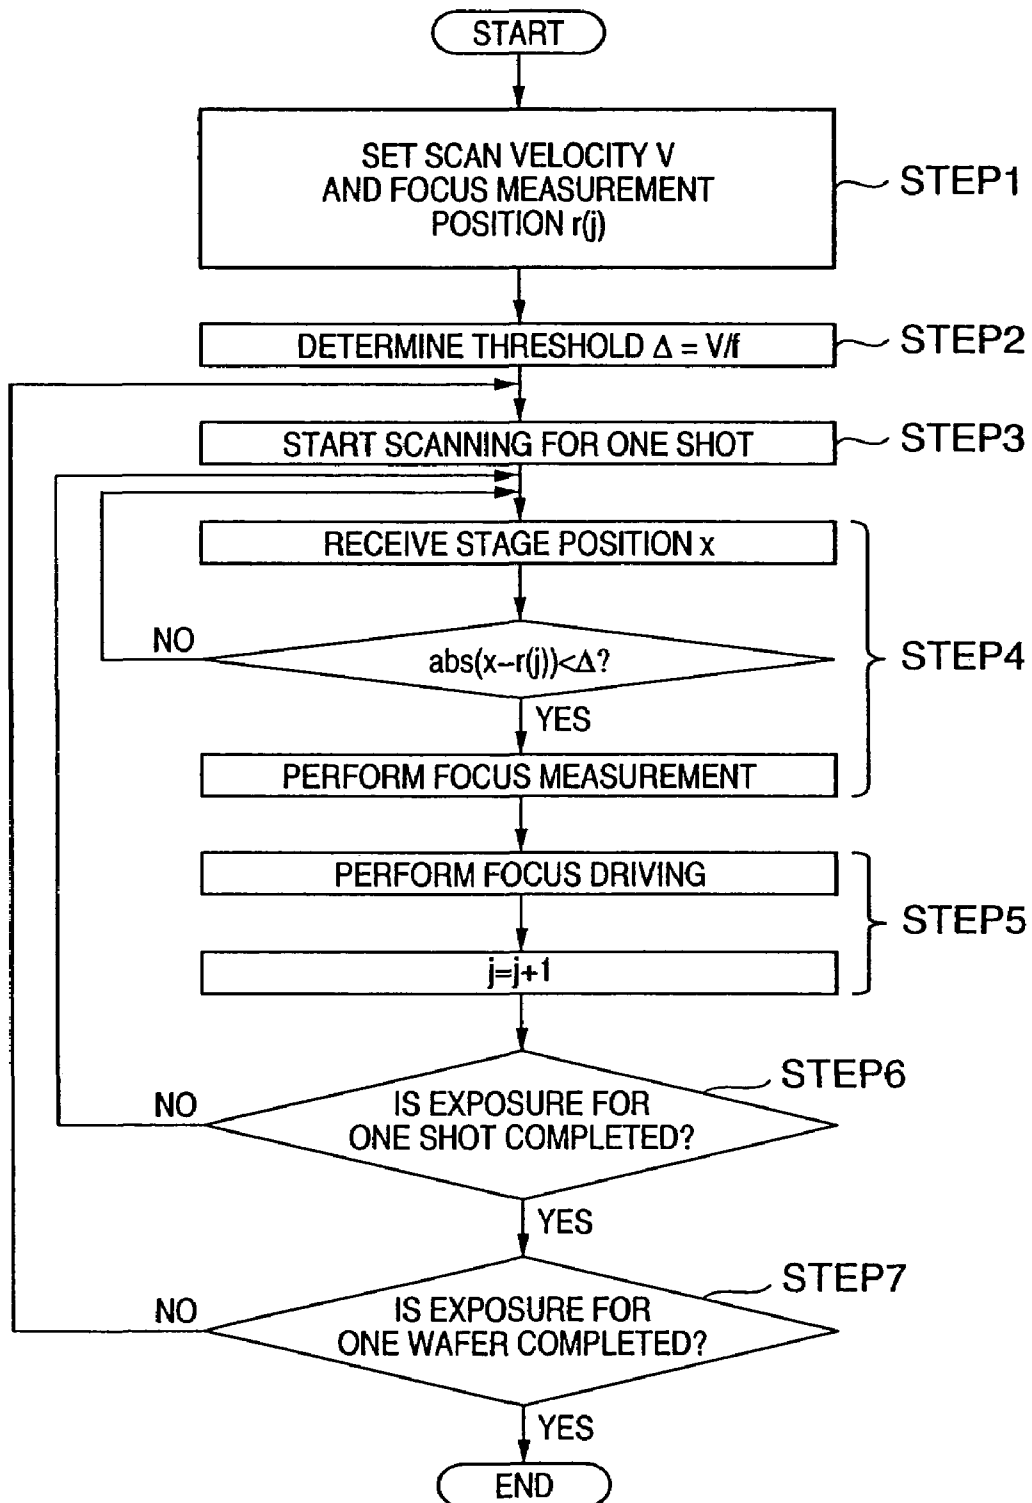 START
SET SCAN VELOCITY V
AND FOCUS MEASUREMENT
POSITION r(j)
STEP1
DETERMINE THRESHOLD Δ = V/f
STEP2
START SCANNING FOR ONE SHOT
STEP3
RECEIVE STAGE POSITION x
NO
abs(x−r(j))<Δ?
STEP4
YES
PERFORM FOCUS MEASUREMENT
PERFORM FOCUS DRIVING
STEP5
j=j+1
STEP6
NO
IS EXPOSURE FOR
ONE SHOT COMPLETED?
YES
STEP7
NO
IS EXPOSURE FOR
ONE WAFER COMPLETED?
YES
END